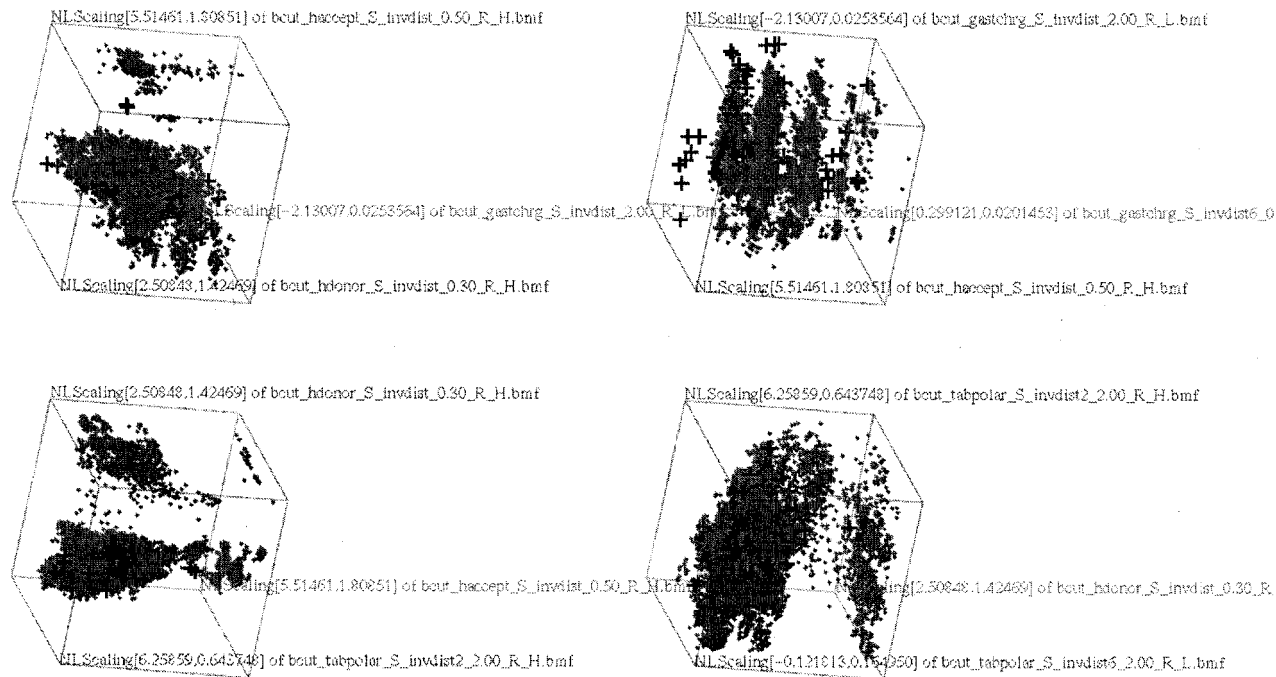 NLScaling[5.51461,1.80851] of bcut_haccept_S_invdist_0.50_R_H.bmf
NLScaling[-2.13007,0.0253564] of bcut_gastchrg_S_invdist_2.00_R_L.bmf
NLScaling[2.50848,1.42469] of bcut_hdonor_S_invdist_0.30_R_H.bmf
NLScaling[-2.13007,0.0253564] of bcut_gastchrg_S_invdist_2.00_R_L.bmf
NLScaling[0.299121,0.0201453] of bcut_gastchrg_S_invdist6_0
NLScaling[5.51461,1.80851] of bcut_haccept_S_invdist_0.50_R_H.bmf
NLScaling[2.50848,1.42469] of bcut_hdonor_S_invdist_0.30_R_H.bmf
NLScaling[6.25859,0.643748] of bcut_tabpolar_S_invdist2_2.00_R_H.bmf
NLScaling[5.51461,1.80851] of bcut_haccept_S_invdist_0.50_R_H.bmf
NLScaling[2.50848,1.42469] of bcut_hdonor_S_invdist_0.30_R
NLScaling[6.25859,0.643748] of bcut_tabpolar_S_invdist2_2.00_R_H.bmf
of bcut_tabpolar_S_invdist6_2.00_R_L.bmf